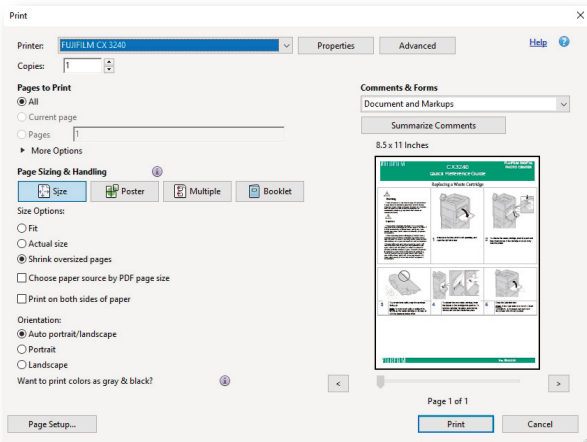 Print
Printer: FUJIFILM CX 3240 Properties Advanced Help
Copies: 1
Pages to Print
All
Current page
Pages 1
More Options
Page Sizing & Handling
Size Poster Multiple Booklet
Size Options:
Fit
Actual size
Shrink oversized pages
Choose paper source by PDF page size
Print on both sides of paper
Orientation:
Auto portrait/landscape
Portrait
Landscape
Want to print colors as gray & black?
Comments & Forms
Document and Markups
Summarize Comments
8.5 x 11 Inches
CX3240
Quick Reference Guide
Replacing a Waste Cartridge
Page 1 of 1
Page Setup... Print Cancel